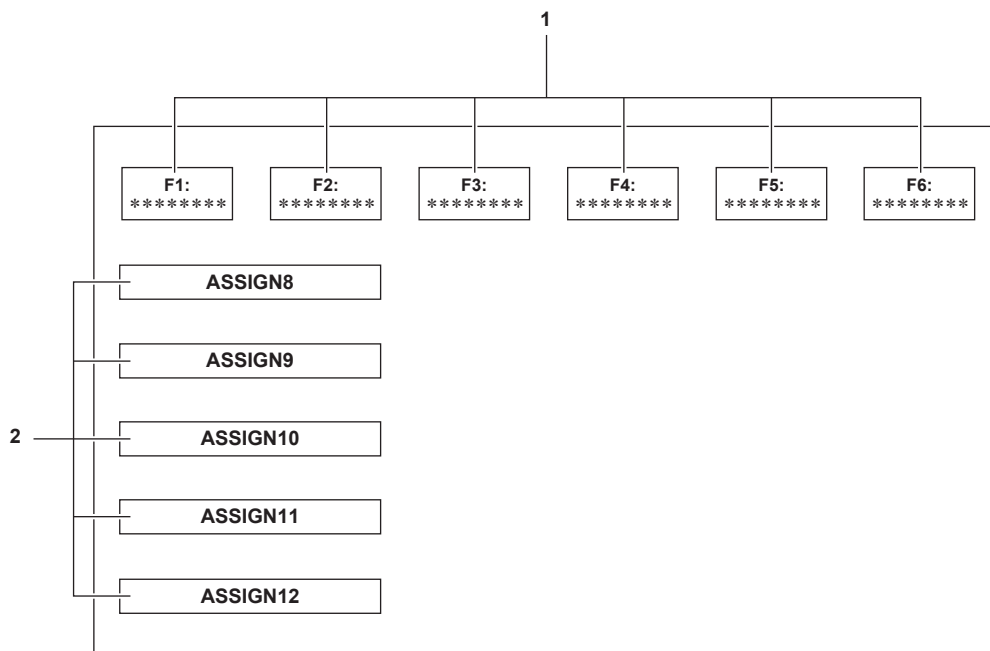 1
F1: F2: F3: F4: F5: F6:
******** ******** ******** ******** ******** ********
ASSIGN8
ASSIGN9
2 ASSIGN10
ASSIGN11
ASSIGN12